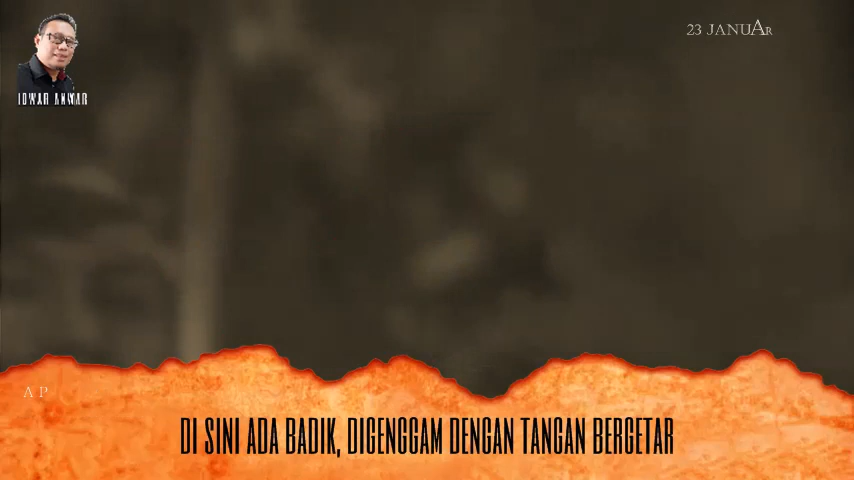 23 JANUAR
IDWAR ANWAR
A P
DI SINI ADA BADIK, DIGENGGAM DENGAN TANGAN BERGETAR